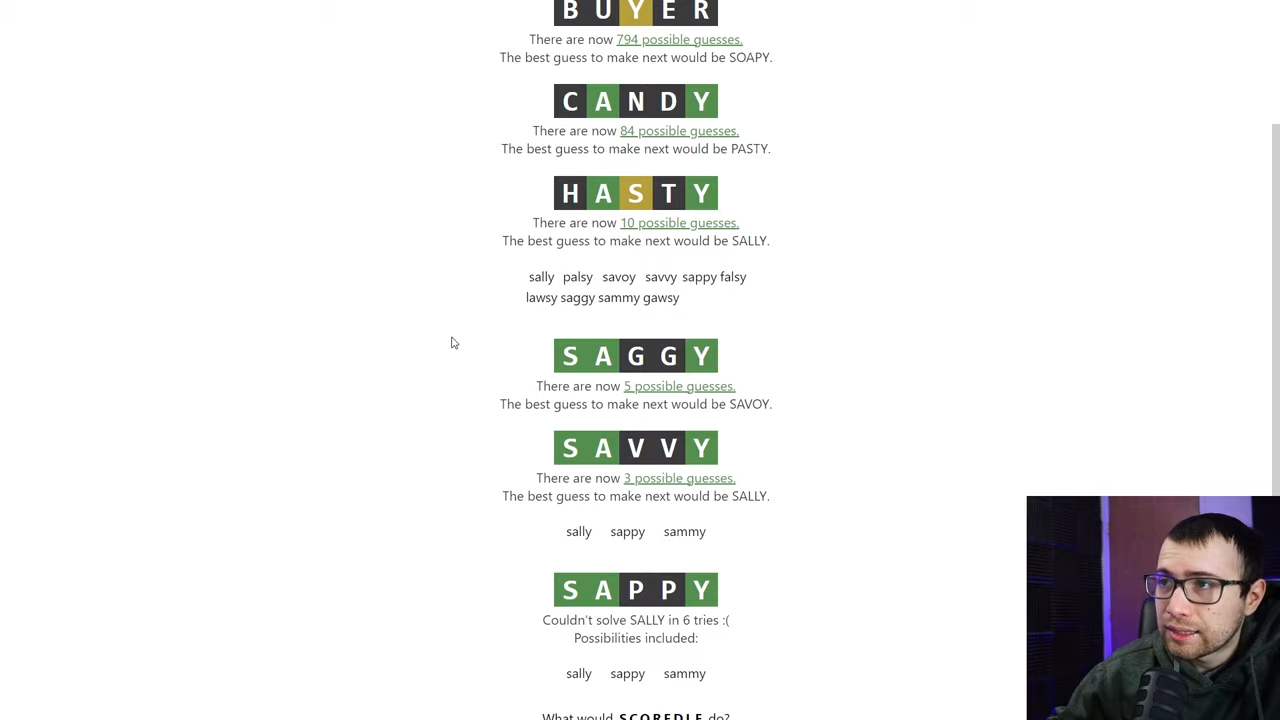 BUYER
There are now 794 possible guesses.
The best guess to make next would be SOAPY.
CANDY
There are now 84 possible guesses.
The best guess to make next would be PASTY.
HASTY
There are now 10 possible guesses.
The best guess to make next would be SALLY.
sally palsy savoy savvy sappy falsy
lawsy saggy sammy gawsy
SAGGY
There are now 5 possible guesses.
The best guess to make next would be SAVOY.
SAVVY
There are now 3 possible guesses.
The best guess to make next would be SALLY.
sally sappy sammy
SAPPY
Couldn't solve SALLY in 6 tries :(
Possibilities included:
sally sappy sammy
What would SCOREDLE do?